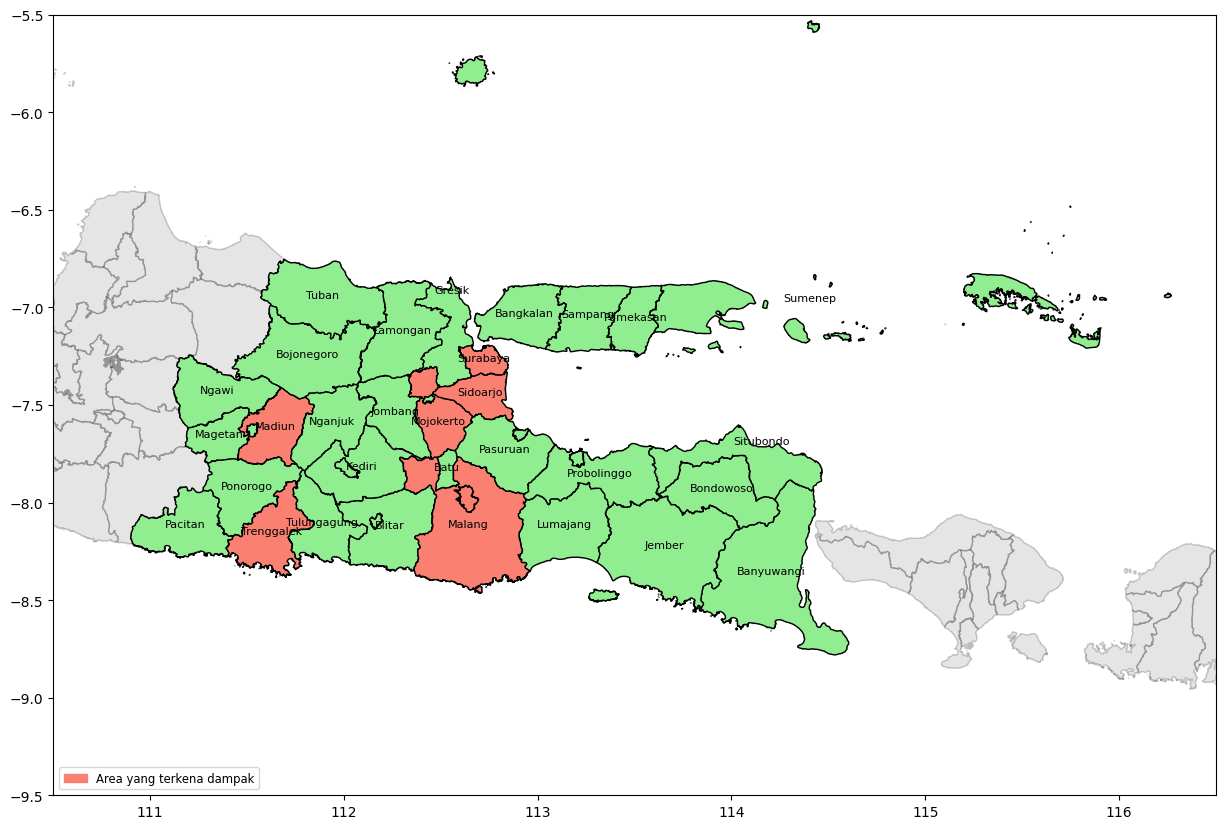 −5.5
−6.0
−6.5
−7.0
−7.5
−8.0
−8.5
−9.0
−9.5
Gresik
Tuban
Sumenep
Bangkalan
Sampang
Pamekasan
Lamongan
Bojonegoro
Surabaya
Ngawi
Sidoarjo
Jombang
Magetan
Madiun
Nganjuk
Mojokerto
Situbondo
Pasuruan
Kediri
Batu
Probolinggo
Ponorogo
Bondowoso
Pacitan
Trenggalek
Tulungagung
Blitar
Malang
Lumajang
Jember
Banyuwangi
Area yang terkena dampak
111
112
113
114
115
116